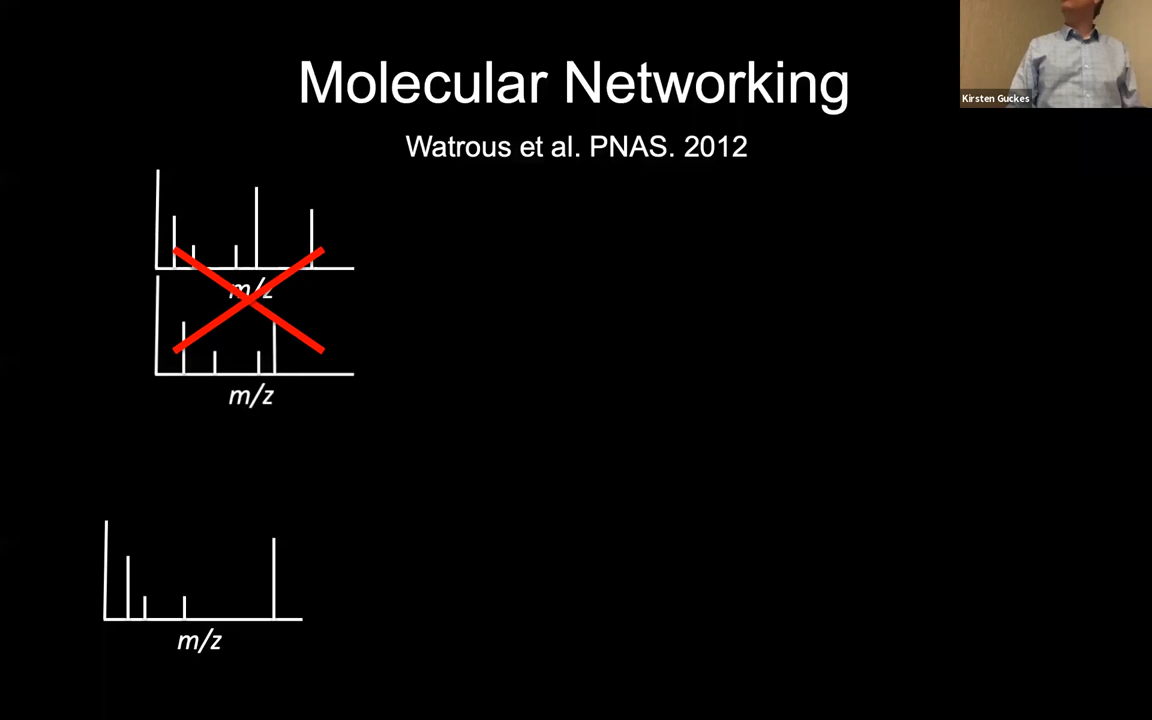 Molecular Networking
Kirsten Guckes
Watrous et al. PNAS. 2012
m/z
m/z
m/z